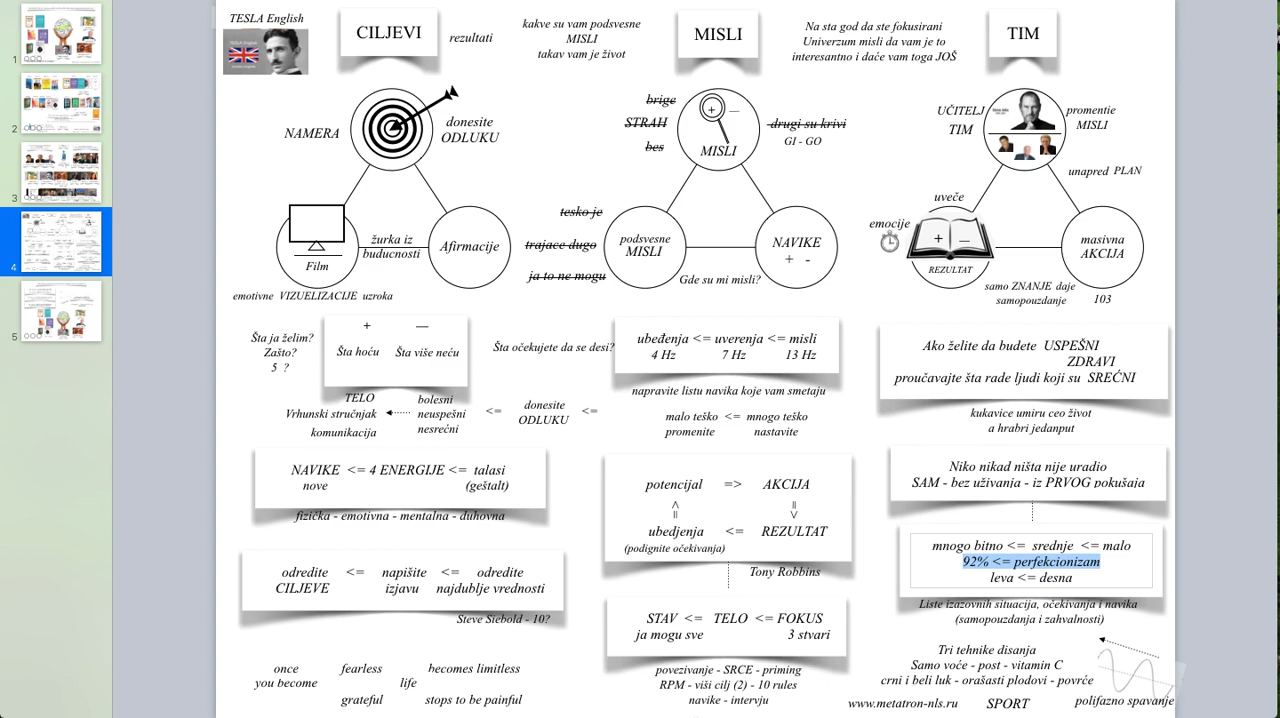 TESLA English
CILJEVI
rezultati
kakve su vam podsvesne
MISLI
takav vam je život
MISLI
Na sta god da ste fokusirani
Univerzum misli da vam je to
interesantno i daće vam toga JOŠ
TIM
NAMERA
donesite
ODLUKU
Film
žurka iz
budućnosti
Afirmacije
emotivne VIZUELIZACIJE uzroka
brige
STRAH
bes
+ —
MISLI
drugi su krivi
GI - GO
tesko je
trajace dugo
ja to ne mogu
podsvesne
MISLI
NAVIKE
+ -
Gde su mi misli?
UČITELJ
TIM
promentie
MISLI
unapred PLAN
uveče
emocije
+ -
REZULTAT
masivna
AKCIJA
samo ZNANJE daje
samopouzdanje
103
Šta ja želim?
Zašto?
5 ?
+ —
Šta hoću Šta više neću
TELO
Vrhunski stručnjak
komunikacija
bolesni
neuspešni
nesrećni
<=
donesite
ODLUKU
<=
Šta očekujete da se desi?
ubeđenja <= uverenja <= misli
4 Hz 7 Hz 13 Hz
napravite listu navika koje vam smetaju
malo teško <= mnogo teško
promenite nastavite
Ako želite da budete USPEŠNI
ZDRAVI
proučavajte šta rade ljudi koji su SREĆNI
kukavice umiru ceo život
a hrabri jedanput
NAVIKE <= 4 ENERGIJE <= talasi
nove (geštalt)
fizička - emotivna - mentalna - duhovna
potencijal => AKCIJA
ubedjenja <= REZULTAT
(podignite očekivanja)
Tony Robbins
Niko nikad ništa nije uradio
SAM - bez uživanja - iz PRVOG pokušaja
mnogo bitno <= srednje <= malo
92% <= perfekcionizam
leva <= desna
Liste izazovnih situacija, očekivanja i navika
(samopouzdanja i zahvalnosti)
odredite <= napišite <= odredite
CILJEVE izjavu najdublje vrednosti
Steve Siebold - 10?
STAV <= TELO <= FOKUS
ja mogu sve 3 stvari
povezivanje - SRCE - priming
RPM - viši cilj (2) - 10 rules
navike - intervju
once fearless becomes limitless
you become life
grateful stops to be painful
Tri tehnike disanja
Samo voće - post - vitamin C
crni i beli luk - orašasti plodovi - povrće
www.metatron-nls.ru SPORT polifazno spavanje
1
2
3
4
5